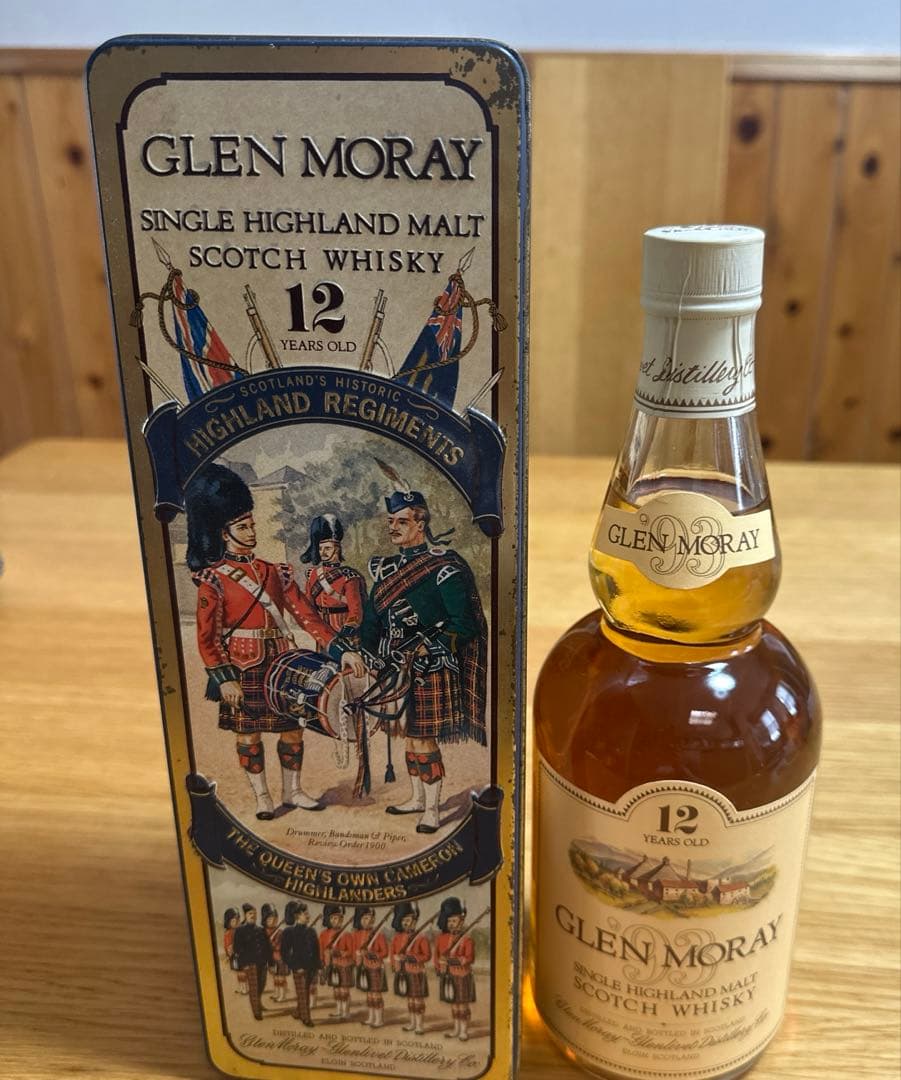 GLEN MORAY
SINGLE HIGHLAND MALT
SCOTCH WHISKY
12
YEARS OLD
SCOTLAND'S HISTORIC
HIGHLAND REGIMENTS
Drummer, Bandsman & Piper,
Review Order 1900
THE QUEEN'S OWN CAMERON
HIGHLANDERS
DISTILLED AND BOTTLED IN SCOTLAND
Glen Moray-Glenlivet Distillery Co.
ELGIN SCOTLAND
Distillery Co
GLEN MORAY
'93
12
YEARS OLD
GLEN MORAY
'93
SINGLE HIGHLAND MALT
SCOTCH WHISKY
DISTILLED AND BOTTLED IN SCOTLAND
Glen Moray-Glenlivet Distillery Co.
ELGIN SCOTLAND